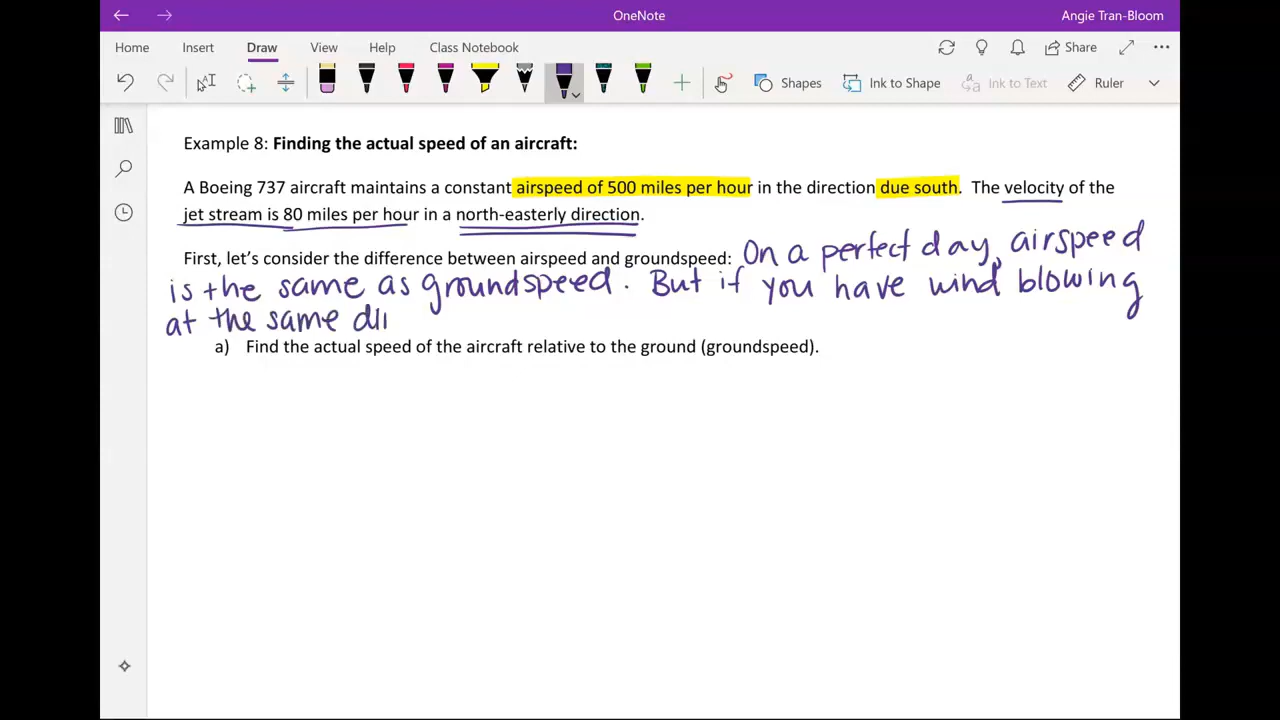 OneNote
Angie Tran-Bloom
Home Insert Draw View Help Class Notebook Share
Shapes Ink to Shape Ink to Text Ruler
Example 8: Finding the actual speed of an aircraft:
A Boeing 737 aircraft maintains a constant airspeed of 500 miles per hour in the direction due south. The velocity of the
jet stream is 80 miles per hour in a north-easterly direction.
First, let's consider the difference between airspeed and groundspeed: On a perfect day, airspeed
is the same as groundspeed. But if you have wind blowing
at the same
a) Find the actual speed of the aircraft relative to the ground (groundspeed).